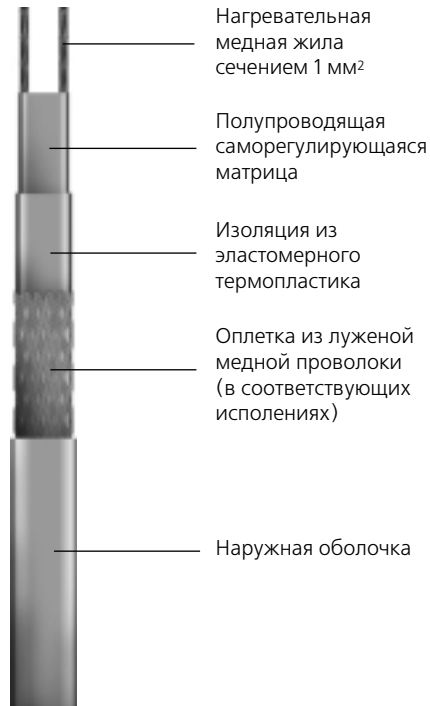 Нагревательная
медная жила
сечением 1 мм²
Полупроводящая
саморегулирующаяся
матрица
Изоляция из
эластомерного
термопластика
Оплетка из луженой
медной проволоки
(в соответствующих
исполениях)
Наружная оболочка